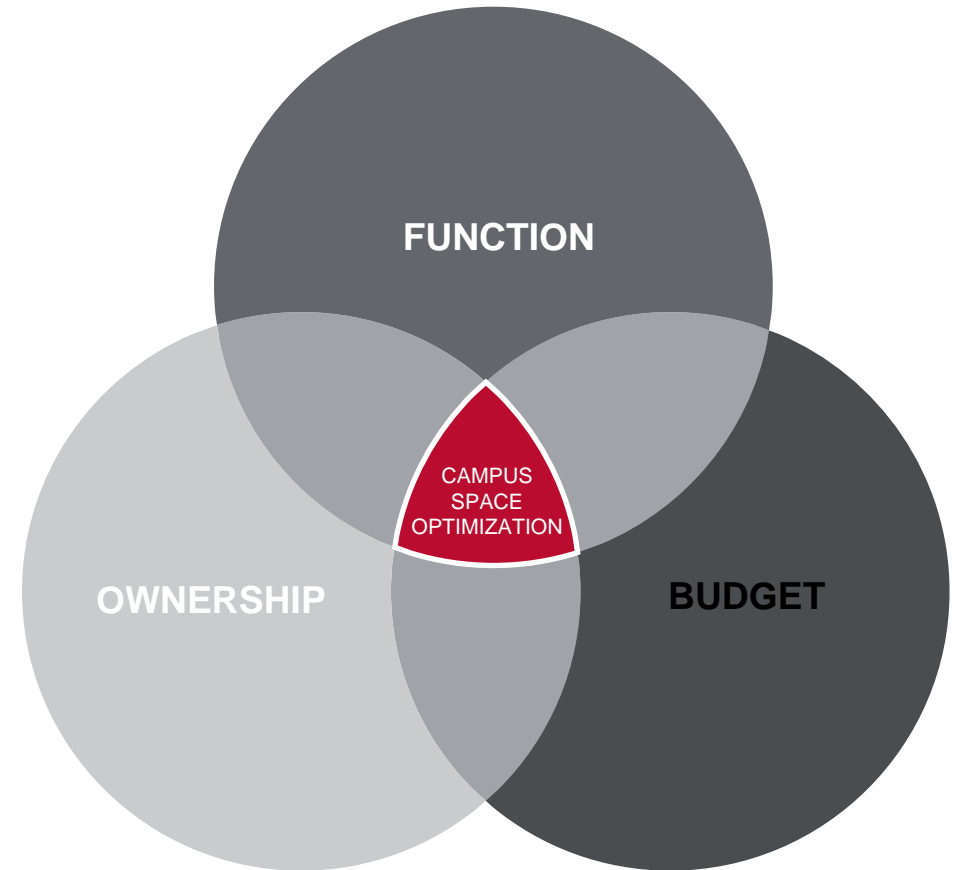 FUNCTION
CAMPUS
SPACE
OPTIMIZATION
OWNERSHIP
BUDGET